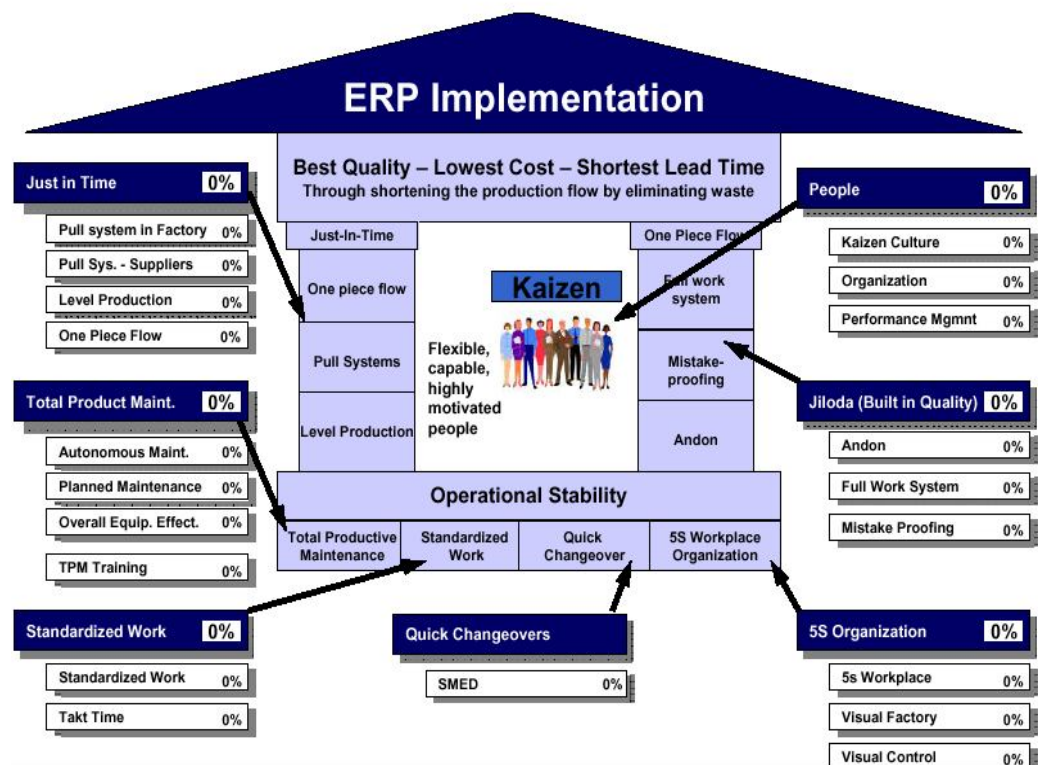 ERP Implementation
Best Quality – Lowest Cost – Shortest Lead Time
Through shortening the production flow by eliminating waste
Just in Time 0%
Pull system in Factory 0%
Pull Sys. - Suppliers 0%
Level Production 0%
One Piece Flow 0%
Total Product Maint. 0%
Autonomous Maint. 0%
Planned Maintenance 0%
Overall Equip. Effect. 0%
TPM Training 0%
Standardized Work 0%
Standardized Work 0%
Takt Time 0%
Just-In-Time
One piece flow
Pull Systems
Level Production
Kaizen
Flexible,
capable,
highly
motivated
people
One Piece Flow
Full work
system
Mistake-
proofing
Andon
Operational Stability
Total Productive
Maintenance
Standardized
Work
Quick
Changeover
5S Workplace
Organization
Quick Changeovers
SMED 0%
People 0%
Kaizen Culture 0%
Organization 0%
Performance Mgmnt 0%
Jiloda (Built in Quality) 0%
Andon 0%
Full Work System 0%
Mistake Proofing 0%
5S Organization 0%
5s Workplace 0%
Visual Factory 0%
Visual Control 0%